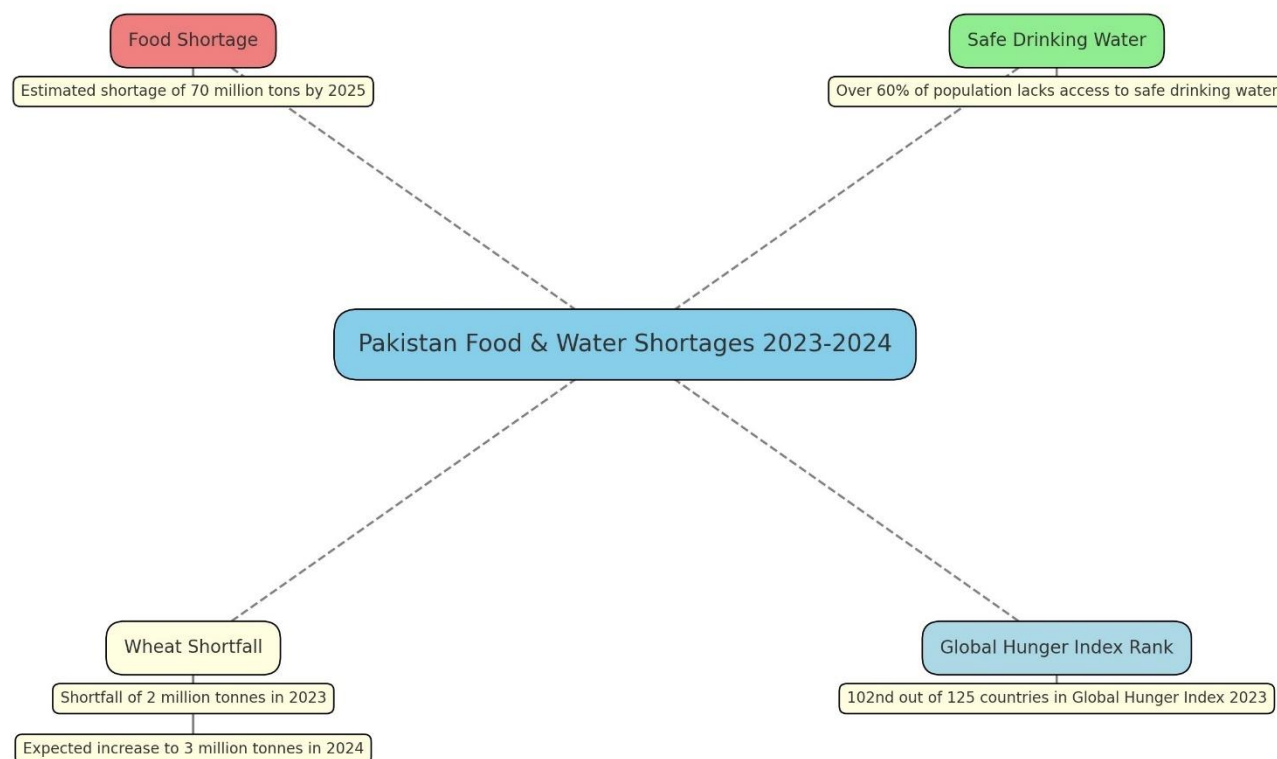 Food Shortage
Estimated shortage of 70 million tons by 2025
Safe Drinking Water
Over 60% of population lacks access to safe drinking water
Pakistan Food & Water Shortages 2023-2024
Wheat Shortfall
Shortfall of 2 million tonnes in 2023
Expected increase to 3 million tonnes in 2024
Global Hunger Index Rank
102nd out of 125 countries in Global Hunger Index 2023